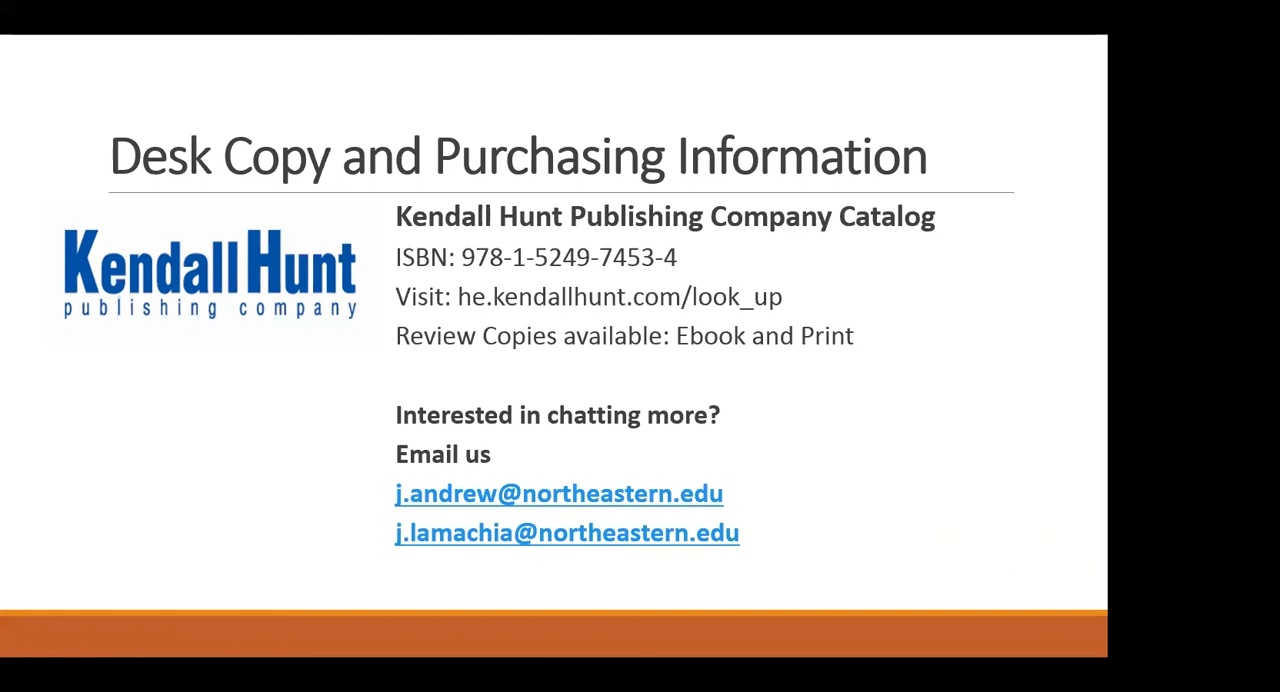 Desk Copy and Purchasing Information
Kendall Hunt
publishing company
Kendall Hunt Publishing Company Catalog
ISBN: 978-1-5249-7453-4
Visit: he.kendallhunt.com/look_up
Review Copies available: Ebook and Print
Interested in chatting more?
Email us
j.andrew@northeastern.edu
j.lamachia@northeastern.edu